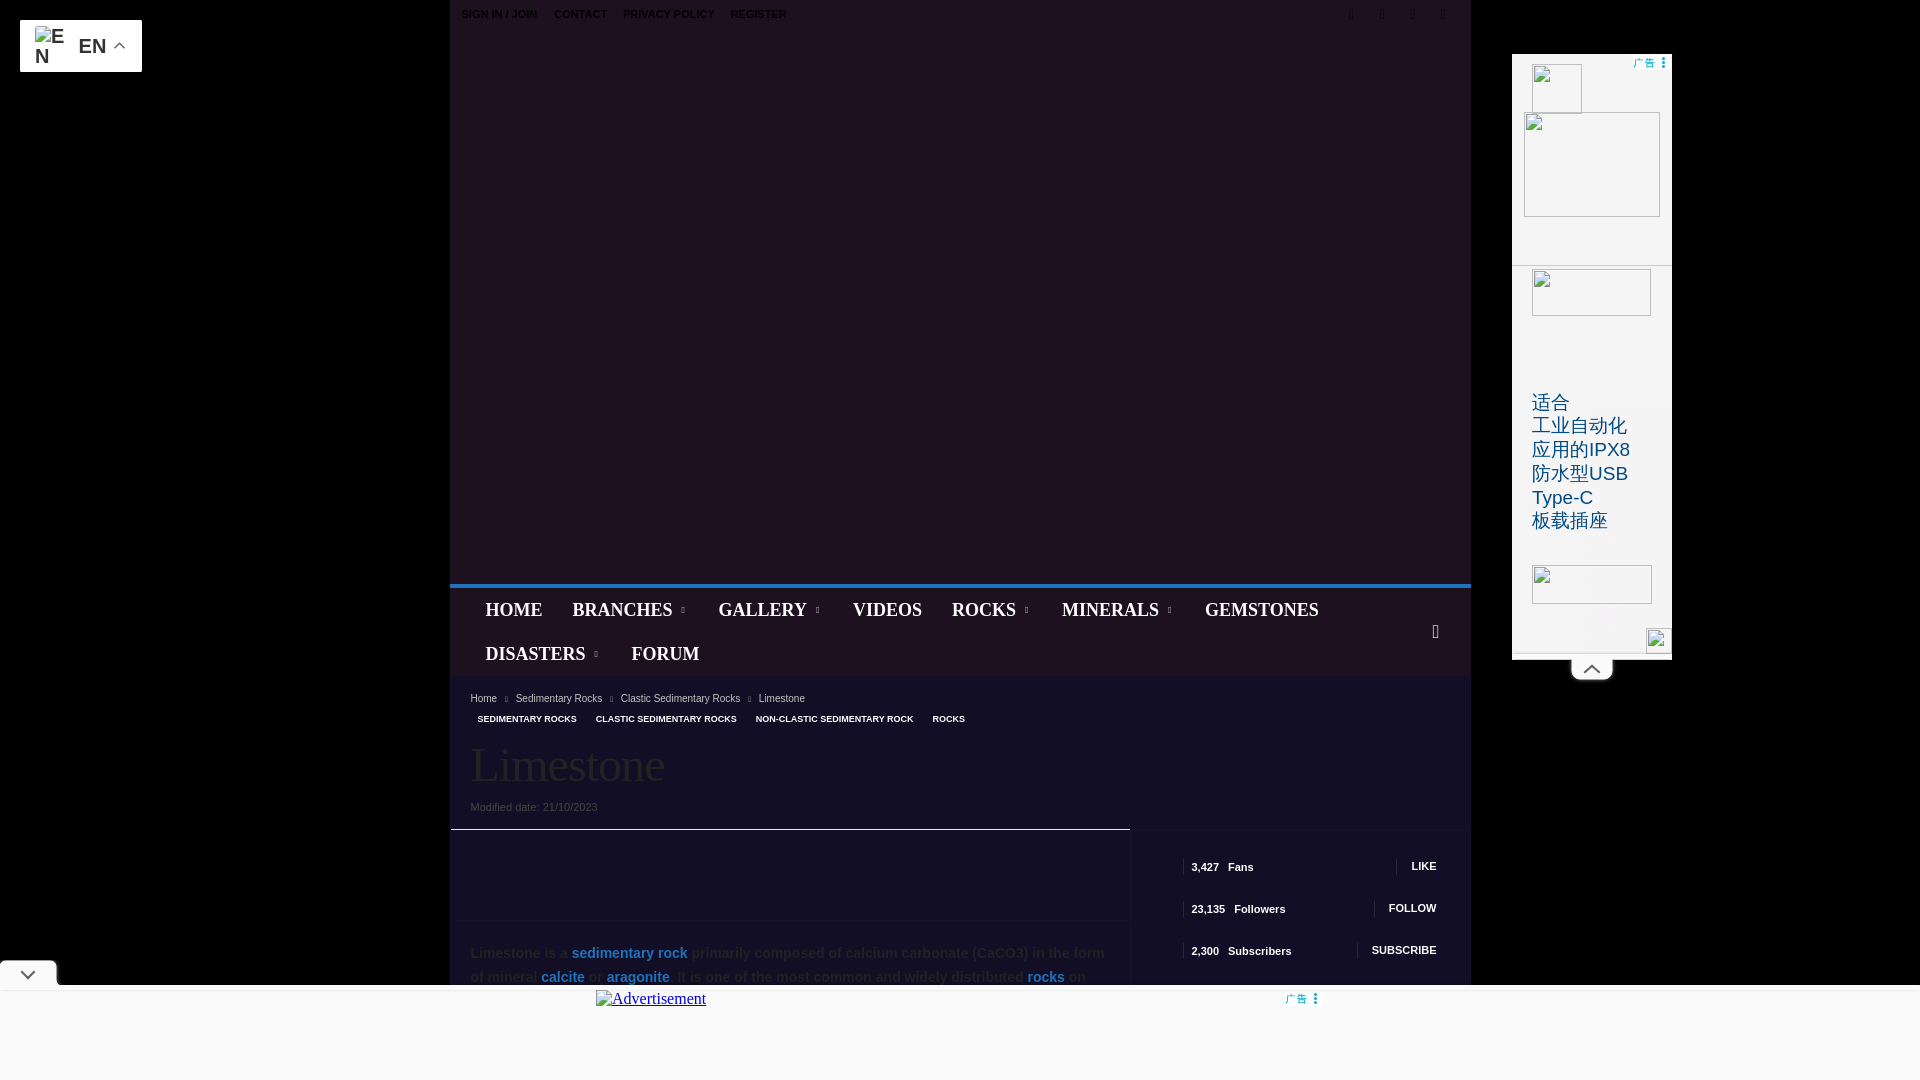 SIGN IN / JOIN CONTACT PRIVACY POLICY REGISTER
EN EN
广告
适合
工业自动化
应用的IPX8
防水型USB
Type-C
板载插座
HOME BRANCHES GALLERY VIDEOS ROCKS MINERALS GEMSTONES
DISASTERS FORUM
Home Sedimentary Rocks Clastic Sedimentary Rocks Limestone
SEDIMENTARY ROCKS CLASTIC SEDIMENTARY ROCKS NON-CLASTIC SEDIMENTARY ROCK ROCKS
Limestone
Modified date: 21/10/2023
3,427 Fans LIKE
23,135 Followers FOLLOW
2,300 Subscribers SUBSCRIBE
Limestone is a sedimentary rock primarily composed of calcium carbonate (CaCO3) in the form
of mineral calcite or aragonite. It is one of the most common and widely distributed rocks on
Advertisement
广告